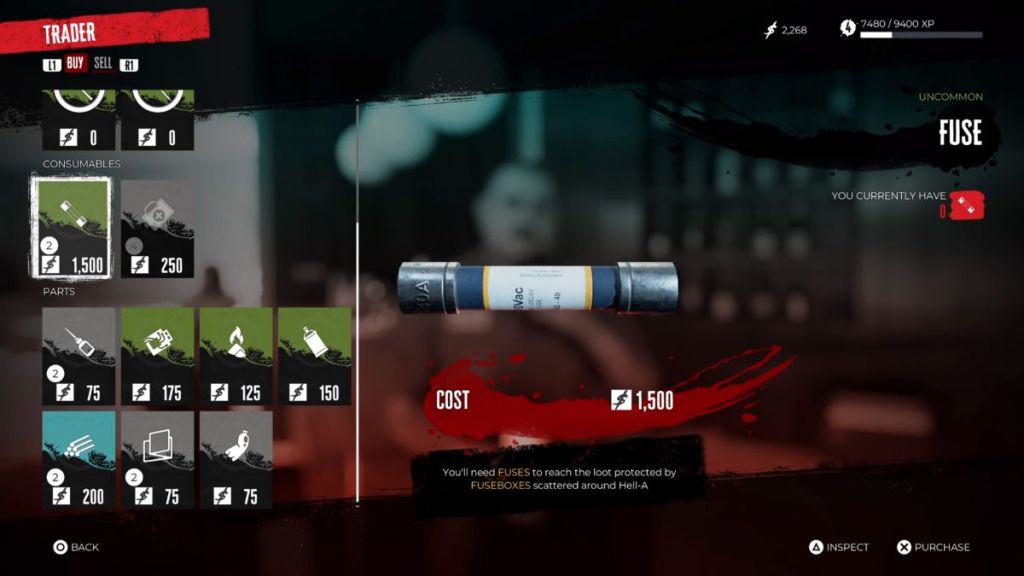 TRADER
2,268
4 7480 / 9400 XP
L1 BUY SELL R1
UNCOMMON
FUSE
0 0
CONSUMABLES
YOU CURRENTLY HAVE
0
2 4
1,500 250
PARTS
2
75 175 125 150
2 2
200 75 75
COST 1,500
You'll need FUSES to reach the loot protected by
FUSEBOXES scattered around Hell-A
BACK INSPECT PURCHASE